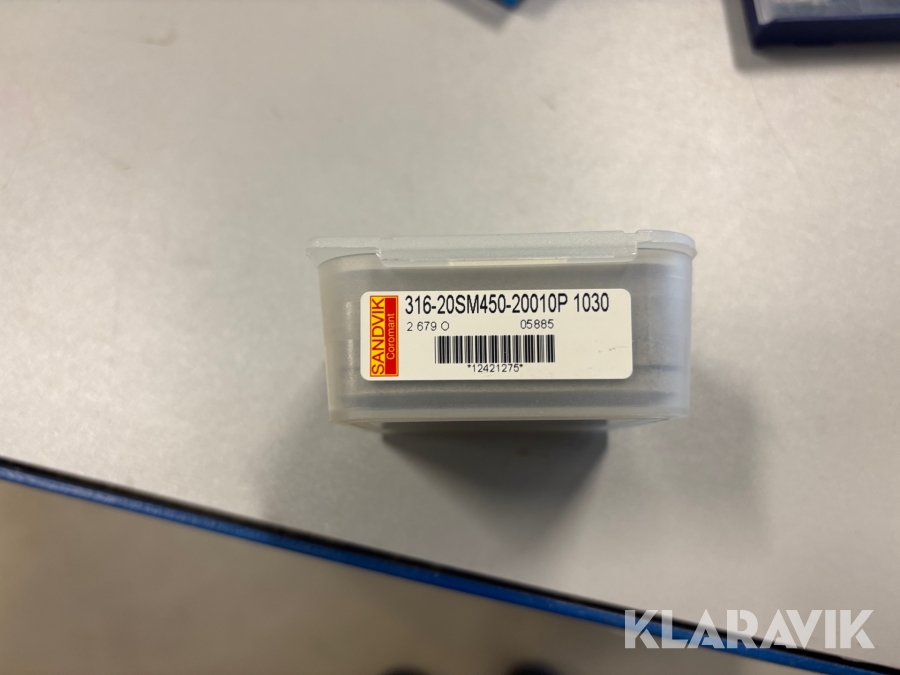 SANDVIK
Coromant
316-20SM450-20010P 1030
2 679 O 05885
*12421275*
KLARAVIK